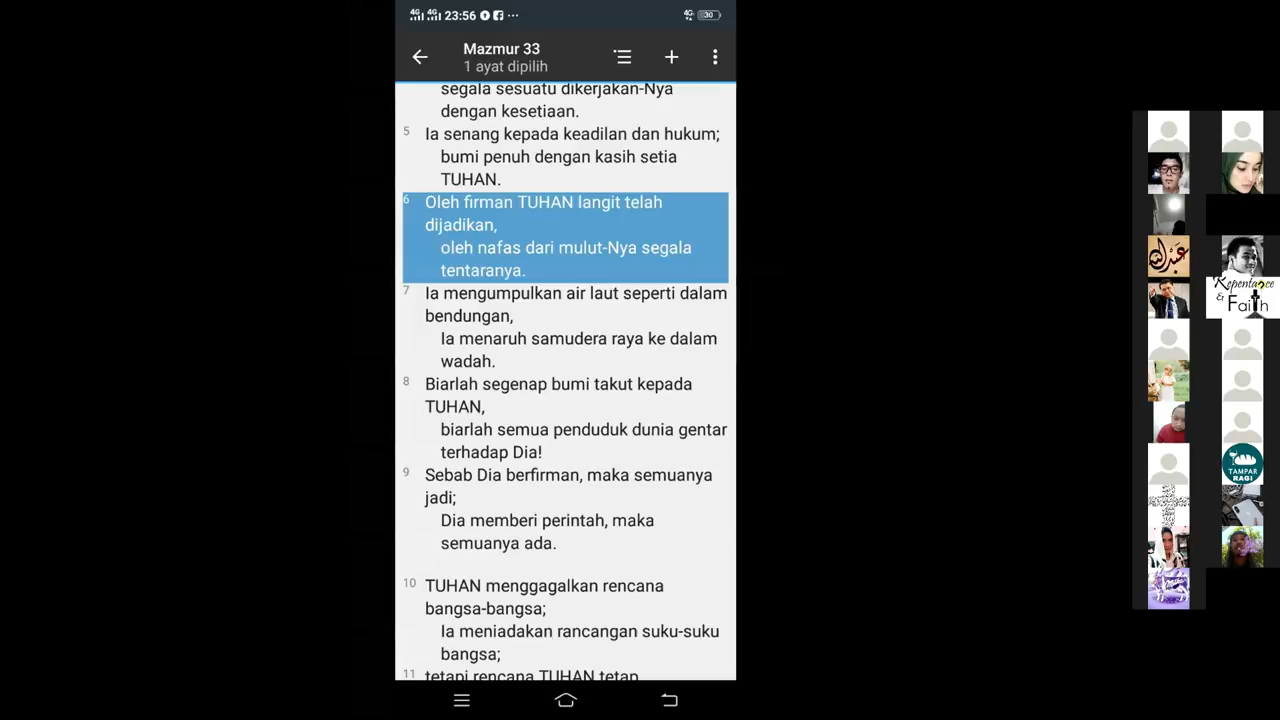 4G 4G 23:56 ... 4G 30
Mazmur 33
1 ayat dipilih
segala sesuatu dikerjakan-Nya
dengan kesetiaan.
5 Ia senang kepada keadilan dan hukum;
bumi penuh dengan kasih setia
TUHAN.
6 Oleh firman TUHAN langit telah
dijadikan,
oleh nafas dari mulut-Nya segala
tentaranya.
7 Ia mengumpulkan air laut seperti dalam
bendungan,
Ia menaruh samudera raya ke dalam
wadah.
8 Biarlah segenap bumi takut kepada
TUHAN,
biarlah semua penduduk dunia gentar
terhadap Dia!
9 Sebab Dia berfirman, maka semuanya
jadi;
Dia memberi perintah, maka
semuanya ada.
10 TUHAN menggagalkan rencana
bangsa-bangsa;
Ia meniadakan rancangan suku-suku
bangsa;
11 tetapi rencana TUHAN tetap
Repentance
& Faith
TAMPAR
RAGI